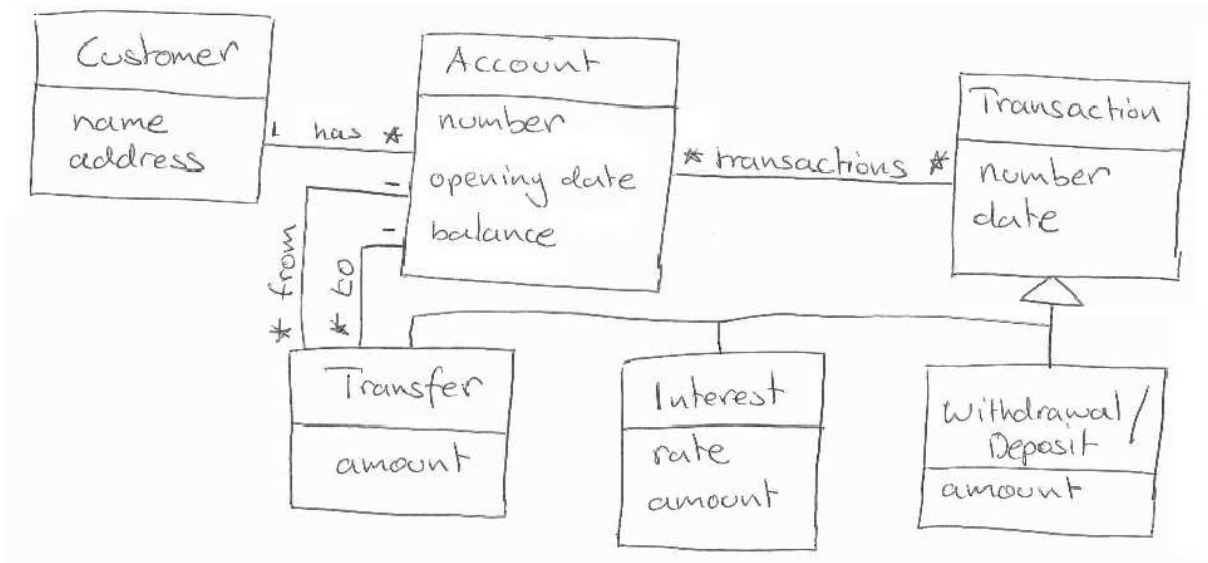 Customer
name
address
1 has *
Account
number
opening date
balance
* transactions *
Transaction
number
date
* from
* to
Transfer
amount
Interest
rate
amount
Withdrawal/
Deposit
amount